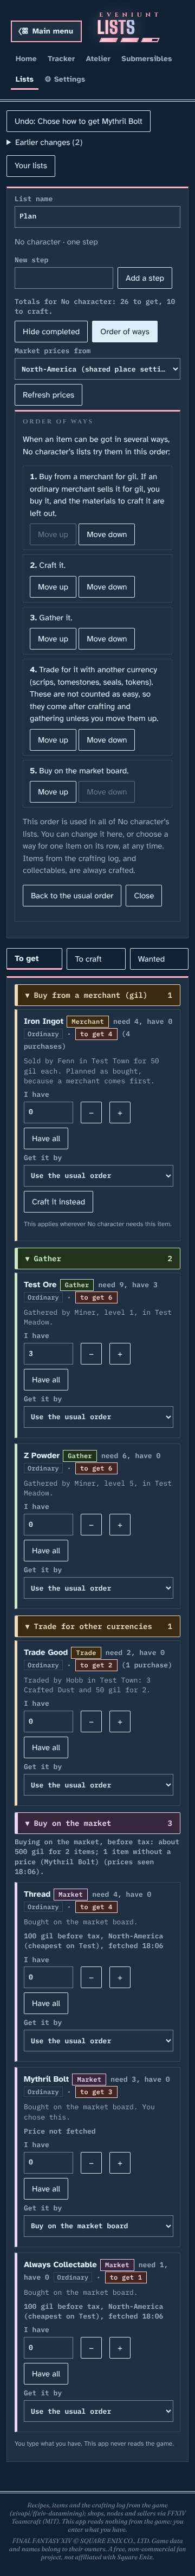 Main menu
EVENIUNT
LISTS
Home
Tracker
Atelier
Submersibles
Lists
Settings
Undo: Chose how to get Mythril Bolt
Earlier changes (2)
Your lists
List name
Plan
No character · one step
New step
Add a step
Totals for No character: 26 to get, 10
to craft.
Hide completed
Order of ways
Market prices from
North-America (shared place setti…
Refresh prices
ORDER OF WAYS
When an item can be got in several ways,
No character's lists try them in this order:
1. Buy from a merchant for gil. If an
ordinary merchant sells it for gil, you
buy it, and the materials to craft it are
left out.
Move up
Move down
2. Craft it.
Move up
Move down
3. Gather it.
Move up
Move down
4. Trade for it with another currency
(scrips, tomestones, seals, tokens).
These are not counted as easy, so
they come after crafting and
gathering unless you move them up.
Move up
Move down
5. Buy on the market board.
Move up
Move down
This order is used in all of No character's
lists. You can change it here, or choose a
way for one item on its row, at any time.
Items from the crafting log and
collectables, are always crafted.
Back to the usual order
Close
To get
To craft
Wanted
▼ Buy from a merchant (gil) 1
Iron Ingot Merchant need 4, have 0
Ordinary · to get 4 (4
purchases)
Sold by Fenn in Test Town for 50
gil each. Planned as bought,
because a merchant comes first.
I have
0
−
+
Have all
Get it by
Use the usual order
Craft it instead
This applies wherever No character needs this item.
▼ Gather 2
Test Ore Gather need 9, have 3
Ordinary · to get 6
Gathered by Miner, level 1, in Test
Meadow.
I have
3
−
+
Have all
Get it by
Use the usual order
Z Powder Gather need 6, have 0
Ordinary · to get 6
Gathered by Miner, level 5, in Test
Meadow.
I have
0
−
+
Have all
Get it by
Use the usual order
▼ Trade for other currencies 1
Trade Good Trade need 2, have 0
Ordinary · to get 2 (1 purchase)
Traded by Hobb in Test Town: 3
Crafted Dust and 50 gil for 2.
I have
0
−
+
Have all
Get it by
Use the usual order
▼ Buy on the market 3
Buying on the market, before tax: about
500 gil for 2 items; 1 item without a
price (Mythril Bolt) (prices seen
18:06).
Thread Market need 4, have 0
Ordinary · to get 4
Bought on the market board.
100 gil before tax, North-America
(cheapest on Test), fetched 18:06
I have
0
−
+
Have all
Get it by
Use the usual order
Mythril Bolt Market need 3, have 0
Ordinary · to get 3
Bought on the market board. You
chose this.
Price not fetched
I have
0
−
+
Have all
Get it by
Buy on the market board
Always Collectable Market need 1,
have 0 Ordinary · to get 1
Bought on the market board.
100 gil before tax, North-America
(cheapest on Test), fetched 18:06
I have
0
−
+
Have all
Get it by
Use the usual order
You type what you have. This app never reads the game.
Recipes, items and the crafting log from the game
(xivapi/ffxiv-datamining); shops, nodes and sellers via FFXIV
Teamcraft (MIT). This app reads nothing from the game: you
enter what you have.
FINAL FANTASY XIV © SQUARE ENIX CO., LTD. Game data
and names belong to their owners. A free, non-commercial fan
project, not affiliated with Square Enix.